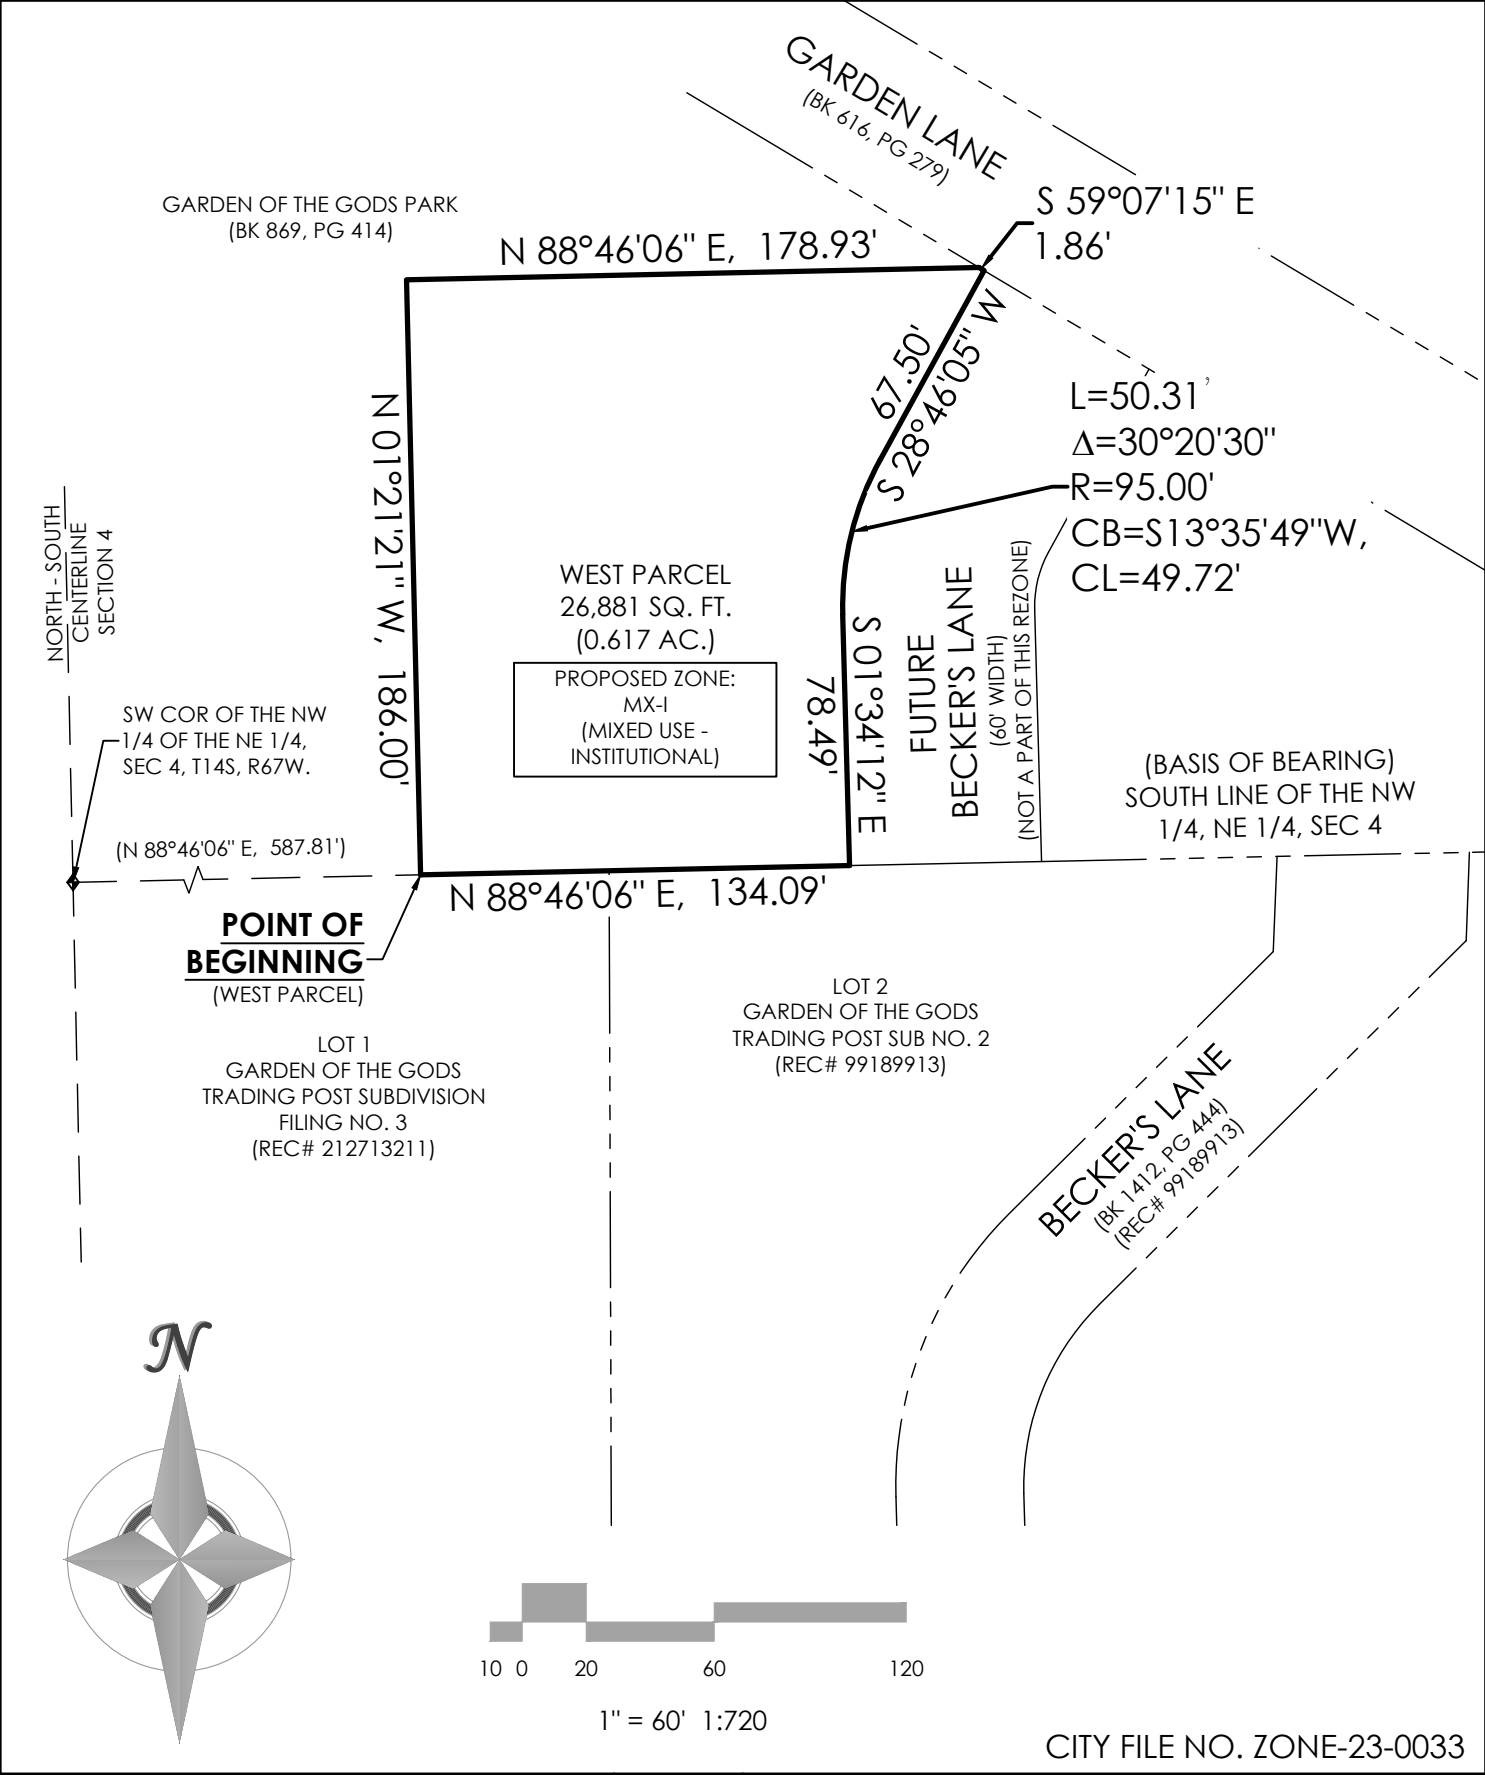 GARDEN LANE
(BK 616, PG 279)
GARDEN OF THE GODS PARK
(BK 869, PG 414)
S 59°07'15" E
1.86'
N 88°46'06" E, 178.93'
67.50'
S 28°46'05" W
L=50.31'
Δ=30°20'30"
R=95.00'
CB=S13°35'49"W,
CL=49.72'
N 01°21'21" W, 186.00'
NORTH - SOUTH
CENTERLINE
SECTION 4
WEST PARCEL
26,881 SQ. FT.
(0.617 AC.)
PROPOSED ZONE:
MX-I
(MIXED USE -
INSTITUTIONAL)
78.49'
S 01°34'12" E
FUTURE
BECKER'S LANE
(60' WIDTH)
(NOT A PART OF THIS REZONE)
SW COR OF THE NW
1/4 OF THE NE 1/4,
SEC 4, T14S, R67W.
(BASIS OF BEARING)
SOUTH LINE OF THE NW
1/4, NE 1/4, SEC 4
(N 88°46'06" E, 587.81')
N 88°46'06" E, 134.09'
POINT OF
BEGINNING
(WEST PARCEL)
LOT 1
GARDEN OF THE GODS
TRADING POST SUBDIVISION
FILING NO. 3
(REC# 212713211)
LOT 2
GARDEN OF THE GODS
TRADING POST SUB NO. 2
(REC# 99189913)
BECKER'S LANE
(BK 1412, PG 444)
(REC# 99189913)
N
10 0 20 60 120
1" = 60' 1:720
CITY FILE NO. ZONE-23-0033